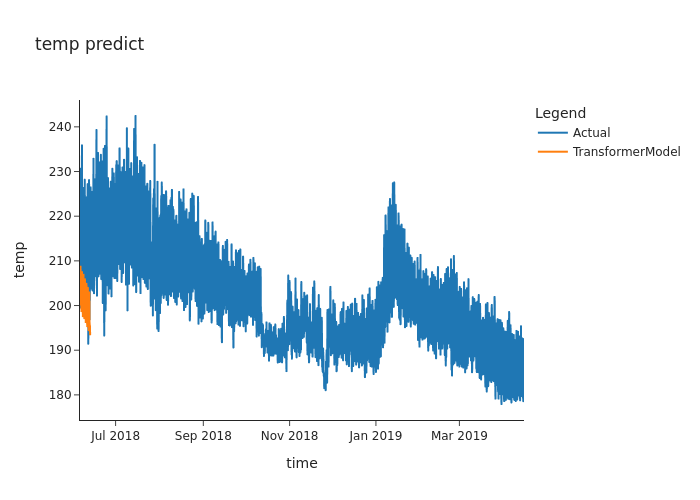 temp predict
Legend
Actual
TransformerModel
temp
240
230
220
210
200
190
180
Jul 2018
Sep 2018
Nov 2018
Jan 2019
Mar 2019
time